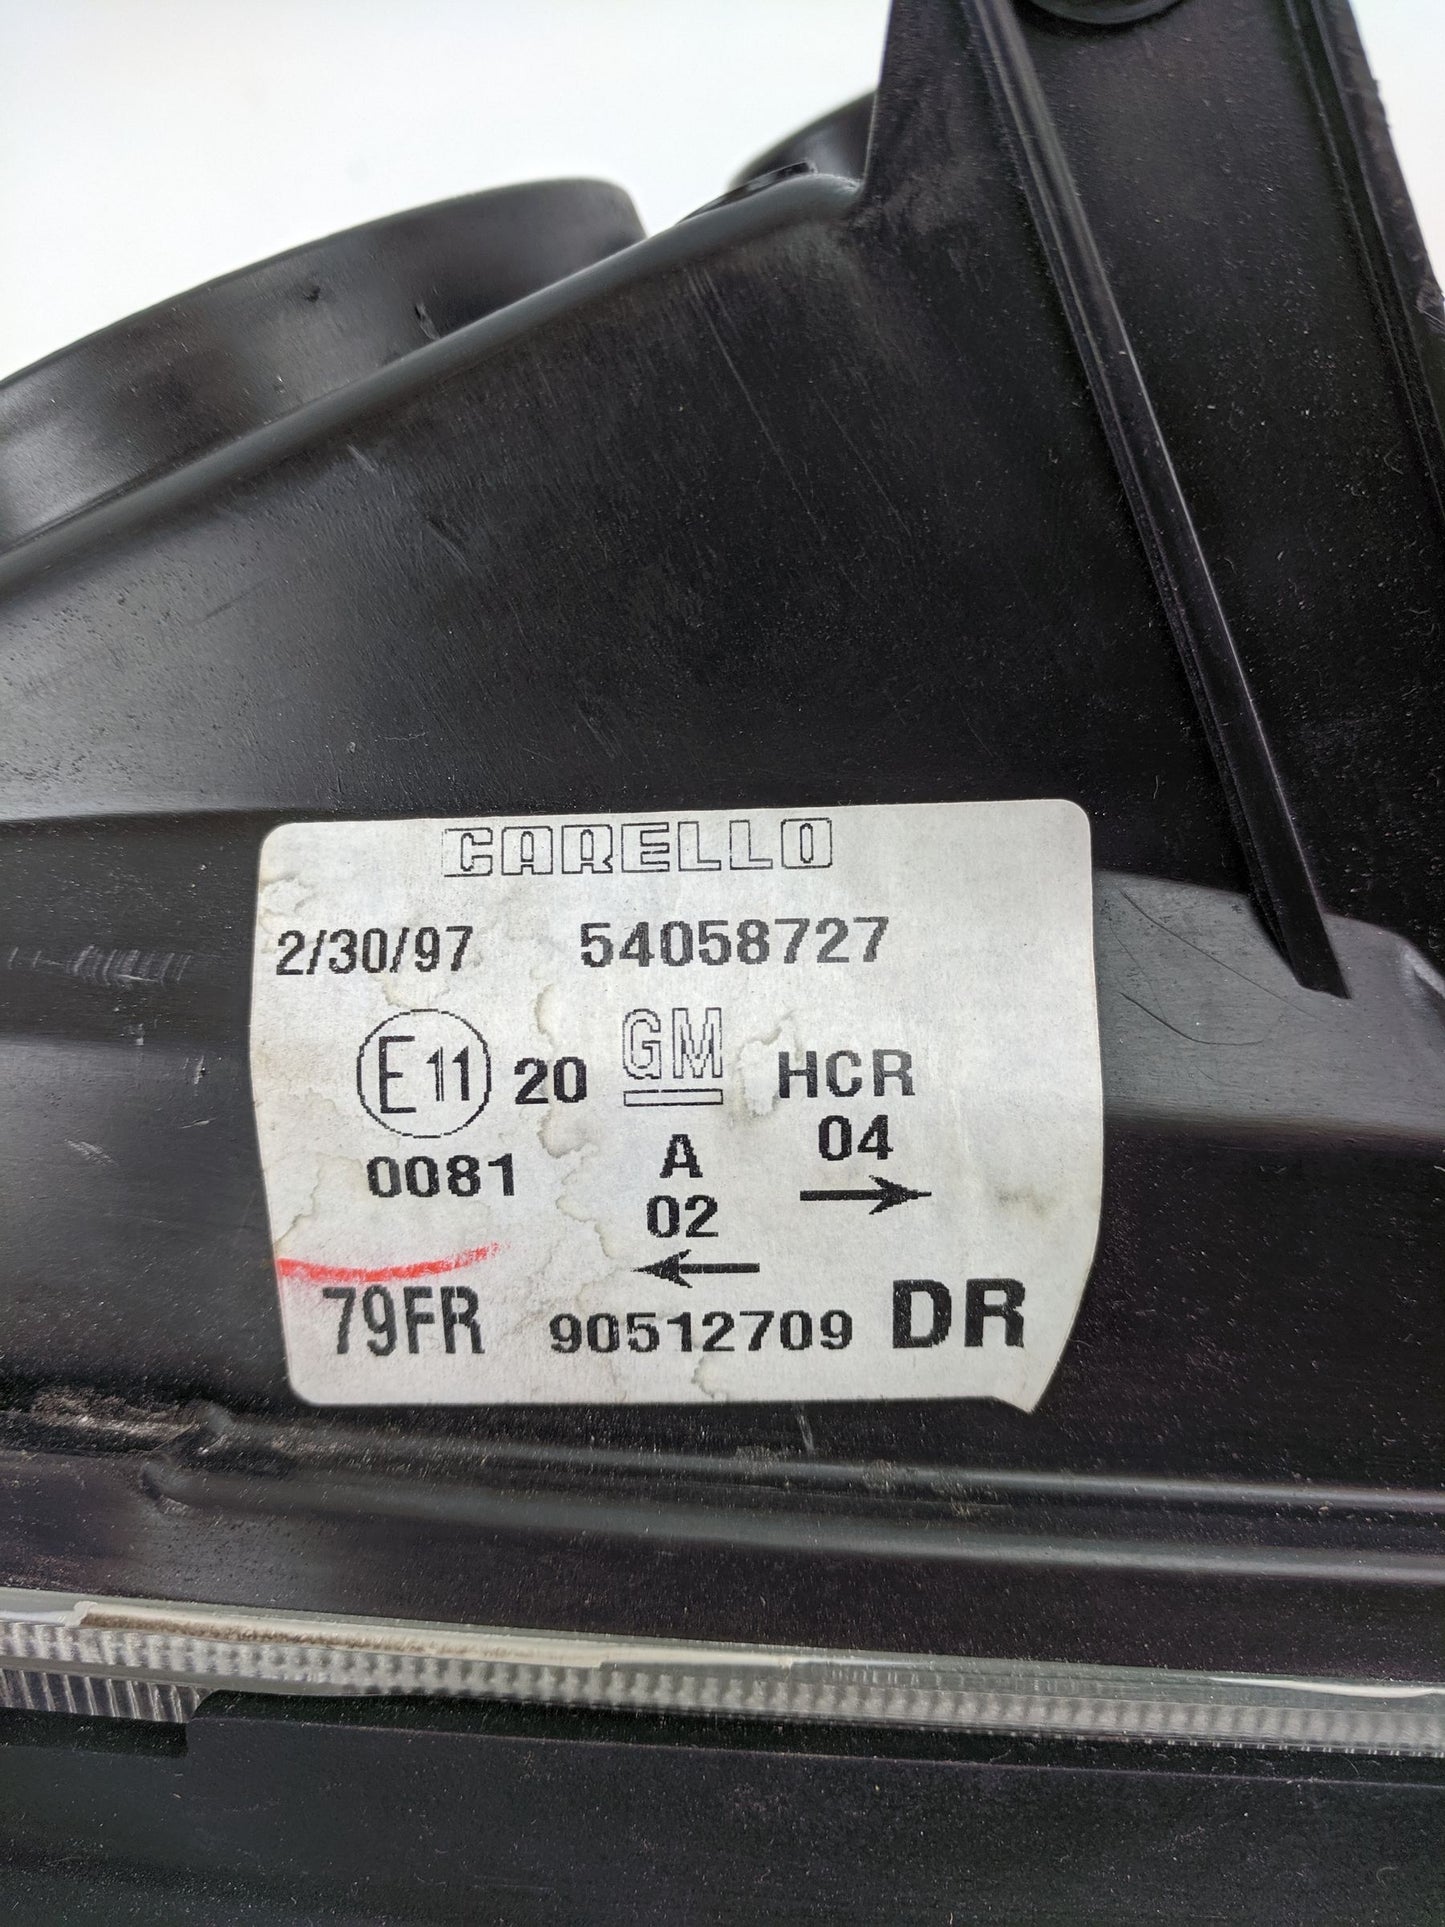 CARELLO
2/30/97 54058727
E11 20 GM HCR
0081 A 04
02
79FR 90512709 DR